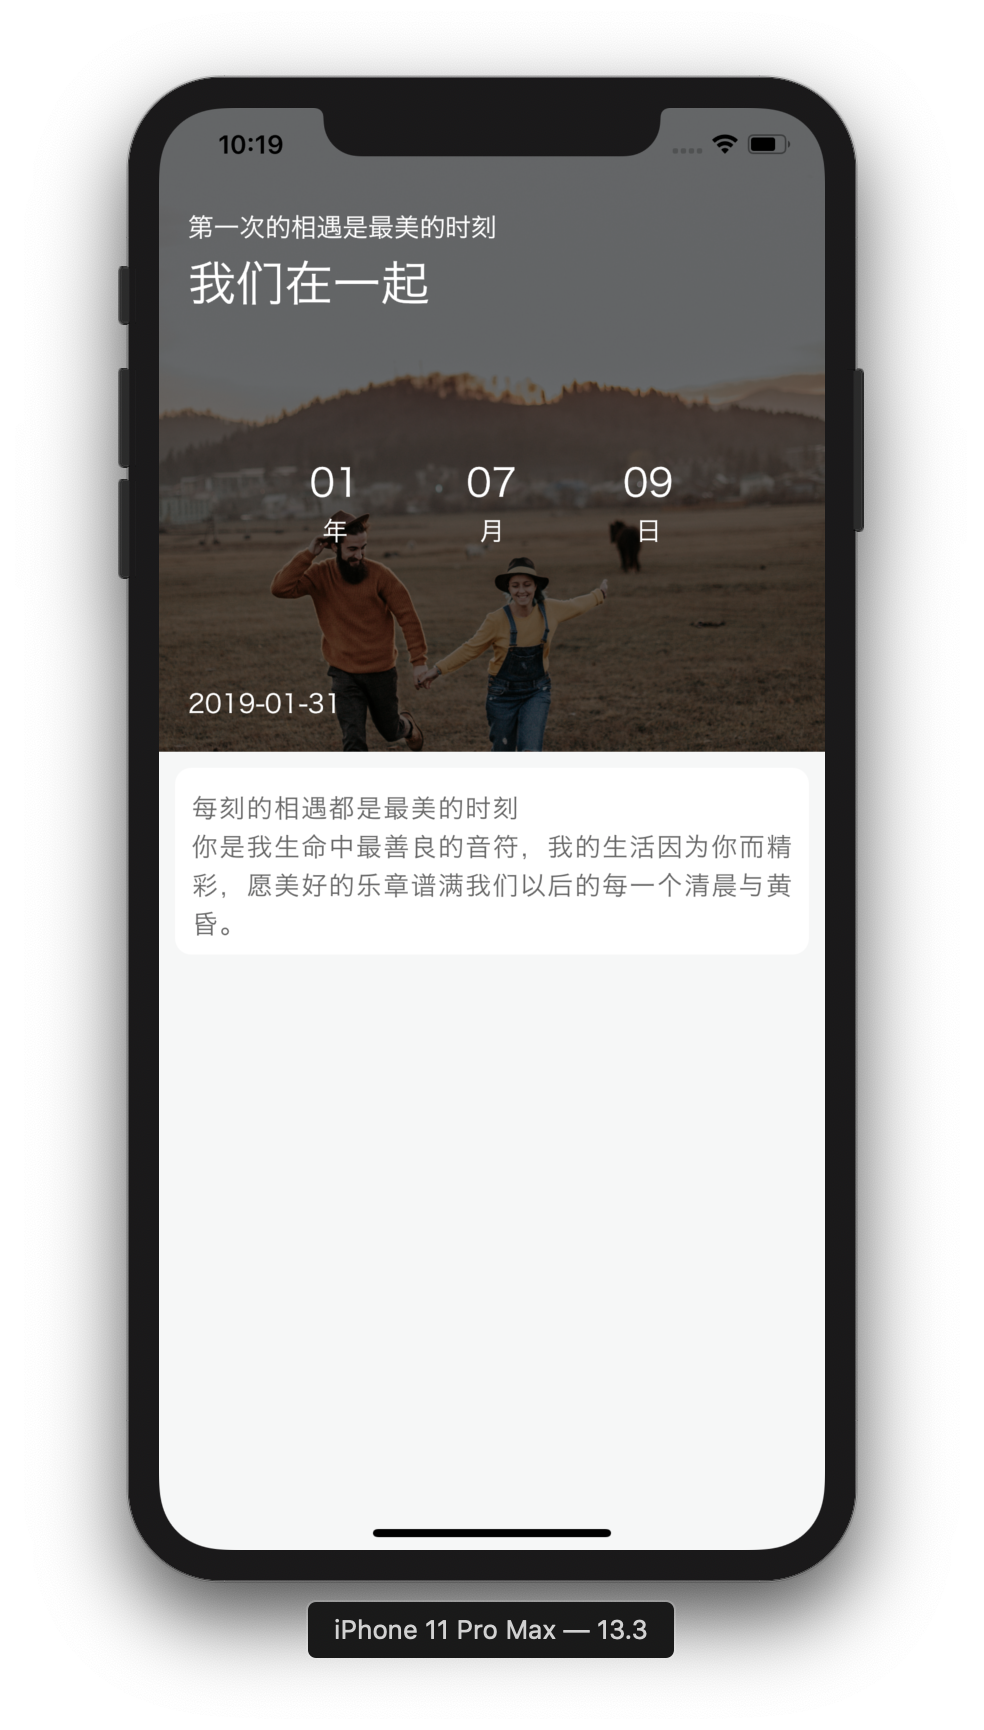 10:19
第一次的相遇是最美的时刻
我们在一起
01 07 09
年 月 日
2019-01-31
每刻的相遇都是最美的时刻
你是我生命中最善良的音符，我的生活因为你而精
彩，愿美好的乐章谱满我们以后的每一个清晨与黄
昏。
iPhone 11 Pro Max — 13.3